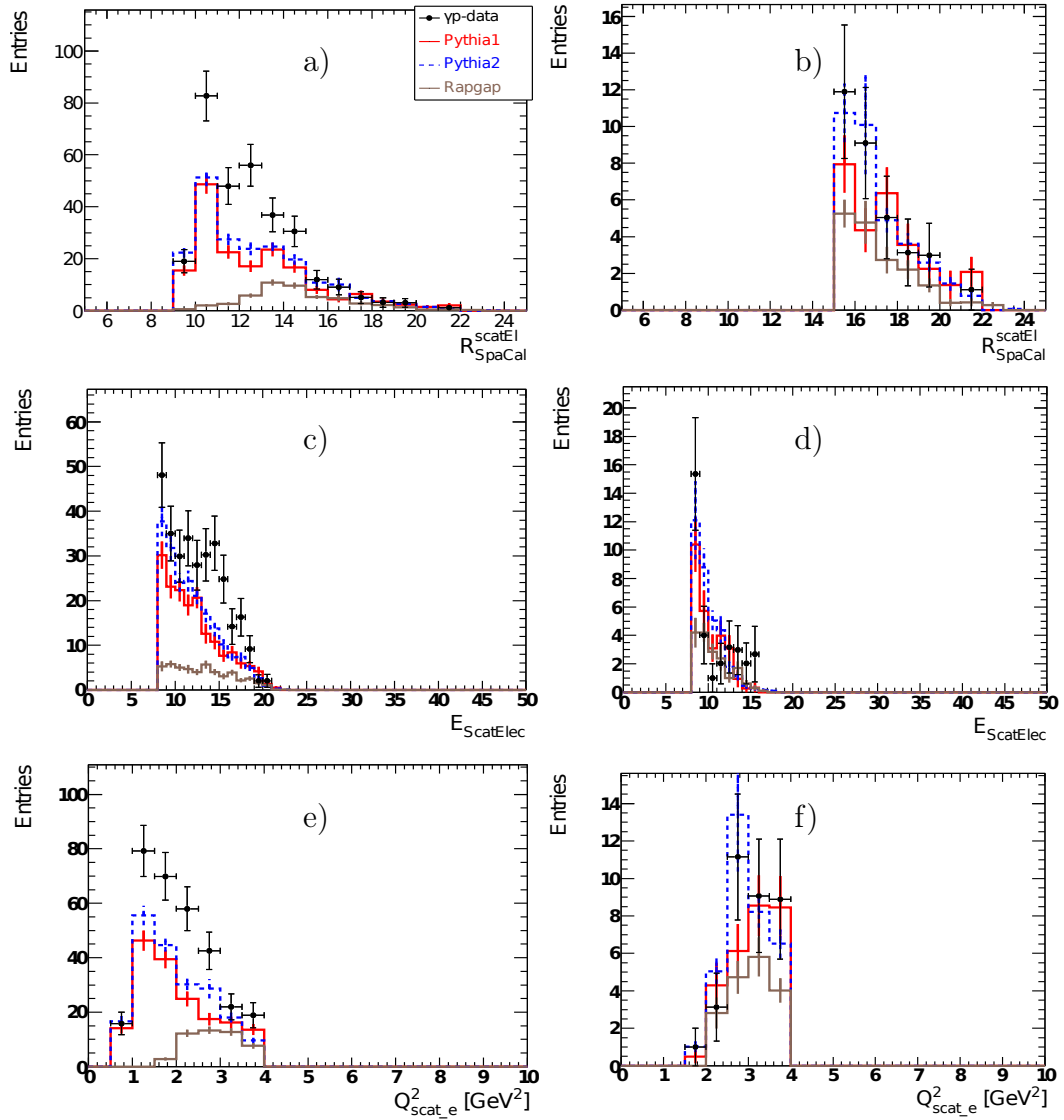 Entries
100
80
60
40
20
0
6 8 10 12 14 16 18 20 22 24
R^scatEl_SpaCal
a)
γp-data
Pythia1
Pythia2
Rapgap
Entries
16
14
12
10
8
6
4
2
0
6 8 10 12 14 16 18 20 22 24
R^scatEl_SpaCal
b)
Entries
60
50
40
30
20
10
0
0 5 10 15 20 25 30 35 40 45 50
E_ScatElec
c)
Entries
20
18
16
14
12
10
8
6
4
2
0
0 10 20 30 40 50
E_ScatElec
d)
Entries
100
80
60
40
20
0
0 1 2 3 4 5 6 7 8 9 10
Q^2_scat_e [GeV^2]
e)
Entries
14
12
10
8
6
4
2
0
0 1 2 3 4 5 6 7 8 9 10
Q^2_scat_e [GeV^2]
f)